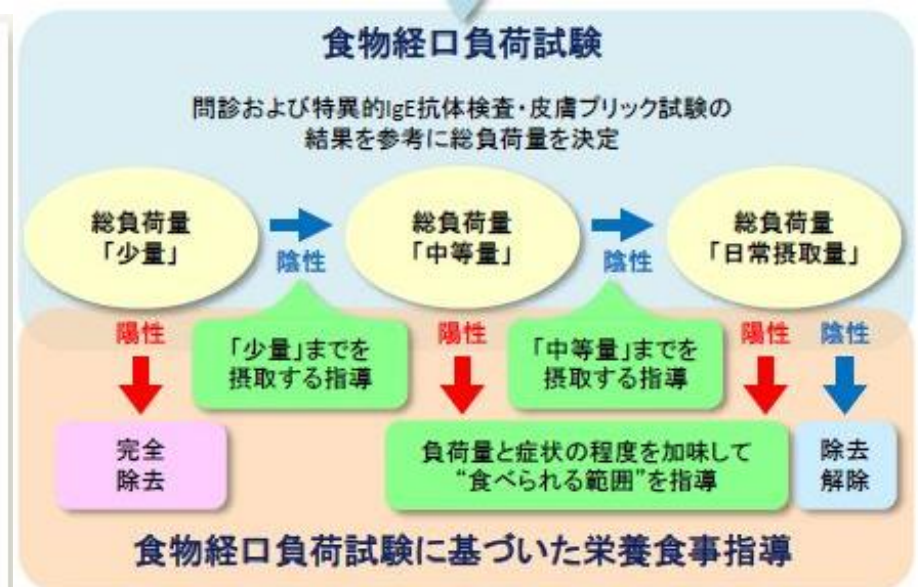 食物経口負荷試験
問診および特異的IgE抗体検査・皮膚プリック試験の
結果を参考に総負荷量を決定
総負荷量
「少量」
陰性
総負荷量
「中等量」
陰性
総負荷量
「日常摂取量」
陽性
「少量」までを
摂取する指導
陽性
「中等量」までを
摂取する指導
陽性
陰性
完全
除去
負荷量と症状の程度を加味して
“食べられる範囲”を指導
除去
解除
食物経口負荷試験に基づいた栄養食事指導